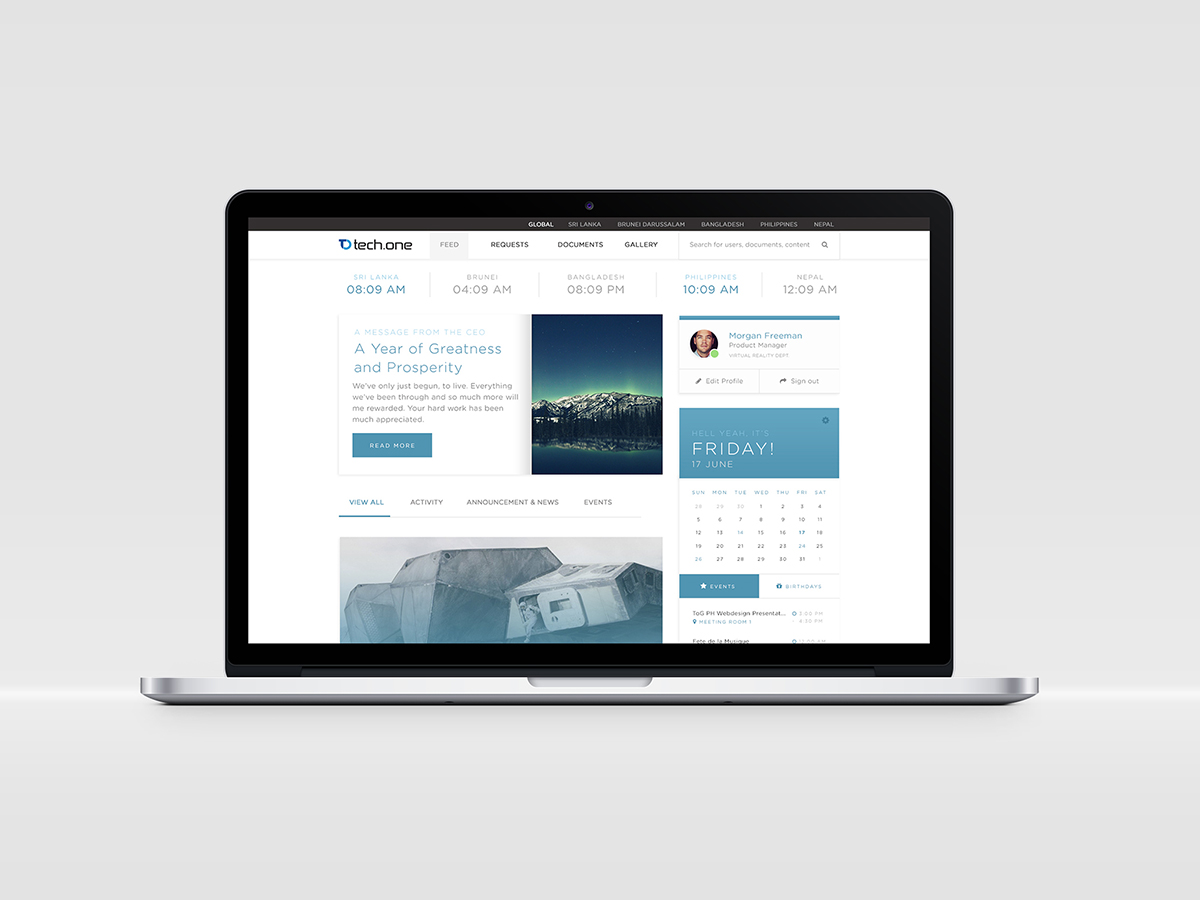 GLOBAL SRI LANKA BRUNEI DARUSSALAM BANGLADESH PHILIPPINES NEPAL
tech.one FEED REQUESTS DOCUMENTS GALLERY Search for users, documents, content
SRI LANKA BRUNEI BANGLADESH PHILIPPINES NEPAL
08:09 AM 04:09 AM 08:09 PM 10:09 AM 12:09 AM
A MESSAGE FROM THE CEO
A Year of Greatness
and Prosperity
We've only just begun, to live. Everything
we've been through and so much more will
me rewarded. Your hard work has been
much appreciated.
READ MORE
VIEW ALL ACTIVITY ANNOUNCEMENT & NEWS EVENTS
Morgan Freeman
Product Manager
VIRTUAL REALITY DEPT.
Edit Profile Sign out
HELL YEAH, IT'S
FRIDAY!
17 JUNE
SUN MON TUE WED THU FRI SAT
28 29 30 1 2 3 4
5 6 7 8 9 10 11
12 13 14 15 16 17 18
19 20 21 22 23 24 25
26 27 28 29 30 31 1
EVENTS BIRTHDAYS
ToG PH Webdesign Presentat... 3:00 PM
MEETING ROOM 1 - 4:30 PM
Fete de la Musique 12:00 AM